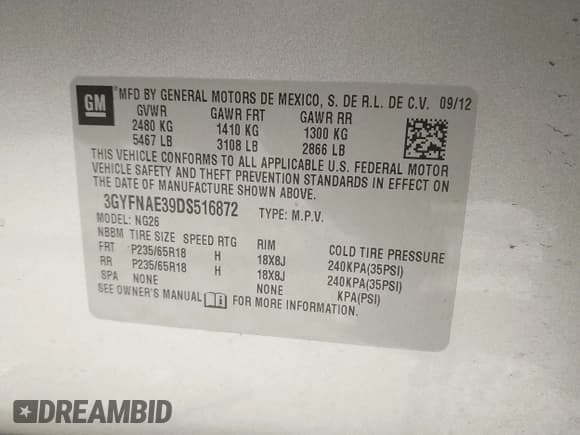 GM
® MFD BY GENERAL MOTORS DE MEXICO, S. DE R.L. DE C.V. 09/12
GVWR GAWR FRT GAWR RR
2480 KG 1410 KG 1300 KG
5467 LB 3108 LB 2866 LB
THIS VEHICLE CONFORMS TO ALL APPLICABLE U.S. FEDERAL MOTOR
VEHICLE SAFETY AND THEFT PREVENTION STANDARDS IN EFFECT ON
THE DATE OF MANUFACTURE SHOWN ABOVE.
3GYFNAE39DS516872 TYPE: M.P.V.
MODEL: NG26
NBBM TIRE SIZE SPEED RTG RIM COLD TIRE PRESSURE
FRT P235/65R18 H 18X8J 240KPA(35PSI)
RR P235/65R18 H 18X8J 240KPA(35PSI)
SPA NONE NONE KPA(PSI)
SEE OWNER'S MANUAL FOR MORE INFORMATION.
DREAMBID